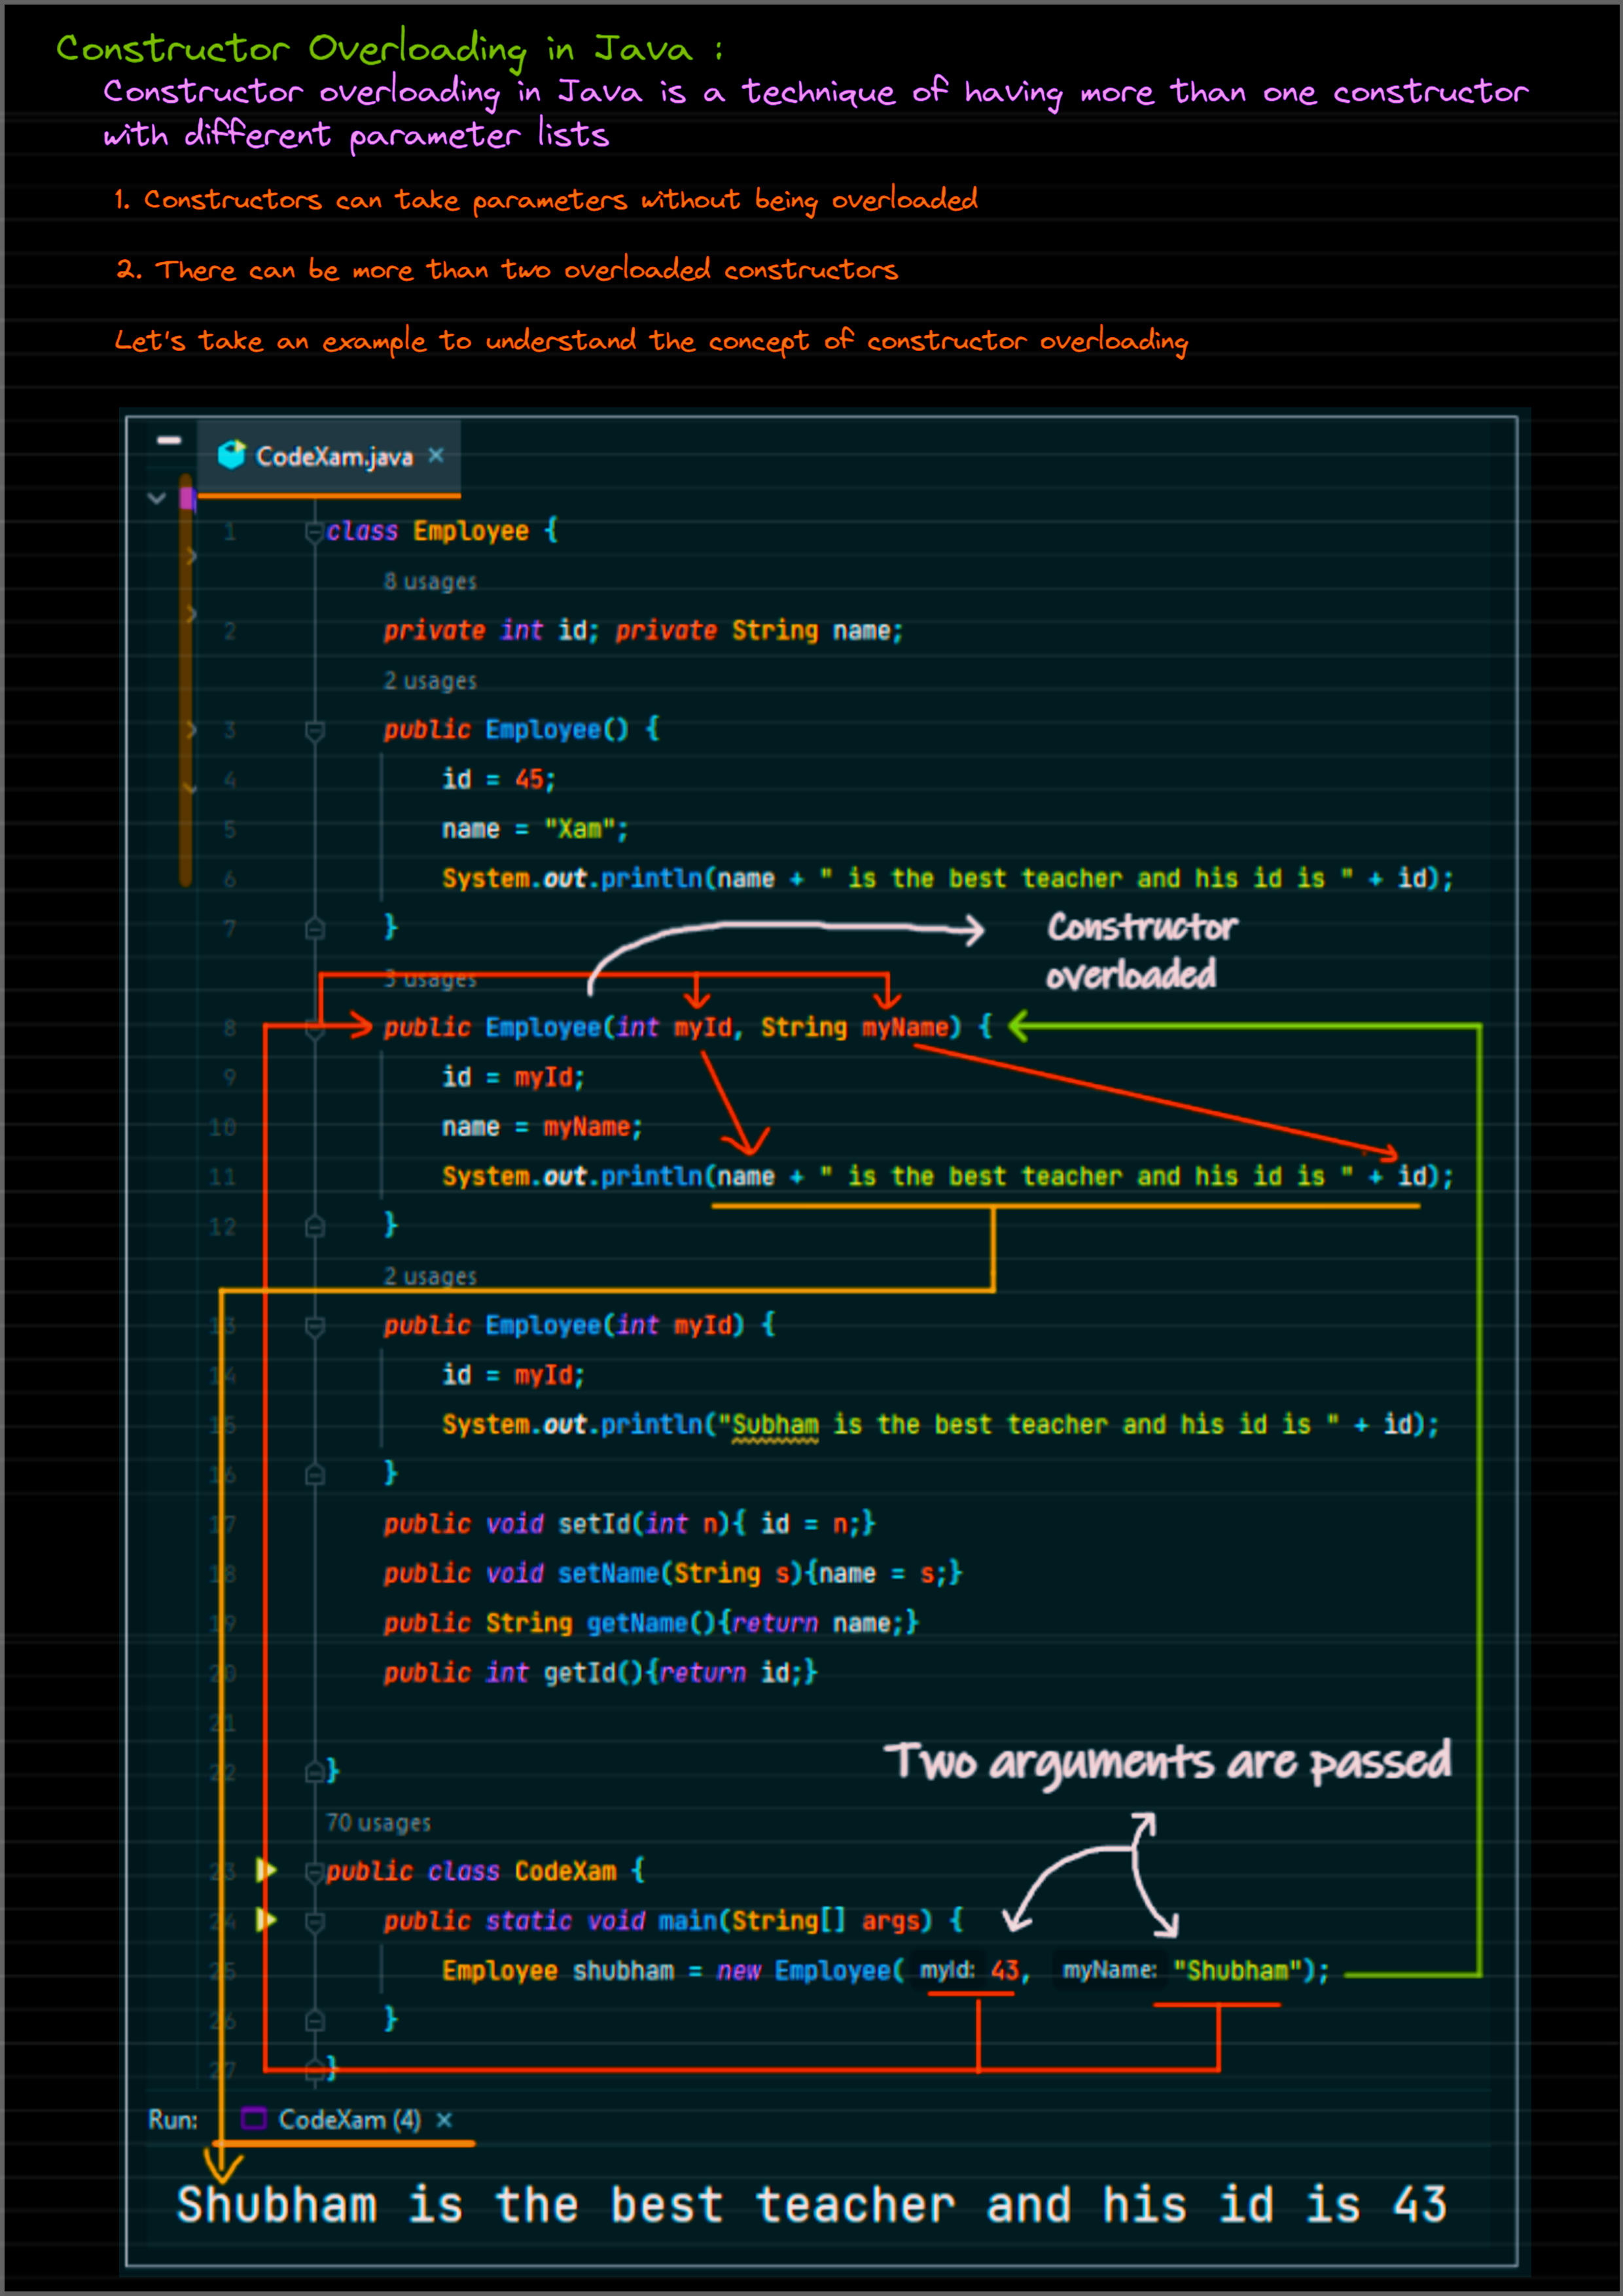 Constructor Overloading in Java :
Constructor overloading in Java is a technique of having more than one constructor
with different parameter lists
1. Constructors can take parameters without being overloaded
2. There can be more than two overloaded constructors
Let's take an example to understand the concept of constructor overloading
CodeXam.java ×
1 class Employee {
8 usages
2 private int id; private String name;
2 usages
3 public Employee() {
4 id = 45;
5 name = "Xam";
6 System.out.println(name + " is the best teacher and his id is " + id);
7 }
Constructor
overloaded
3 usages
8 public Employee(int myId, String myName) {
9 id = myId;
10 name = myName;
11 System.out.println(name + " is the best teacher and his id is " + id);
12 }
2 usages
13 public Employee(int myId) {
14 id = myId;
15 System.out.println("Subham is the best teacher and his id is " + id);
16 }
17 public void setId(int n){ id = n;}
18 public void setName(String s){name = s;}
19 public String getName(){return name;}
20 public int getId(){return id;}
21
Two arguments are passed
22 }
70 usages
23 public class CodeXam {
24 public static void main(String[] args) {
25 Employee shubham = new Employee( myId: 43, myName: "Shubham");
26 }
27 }
Run: CodeXam (4) ×
Shubham is the best teacher and his id is 43